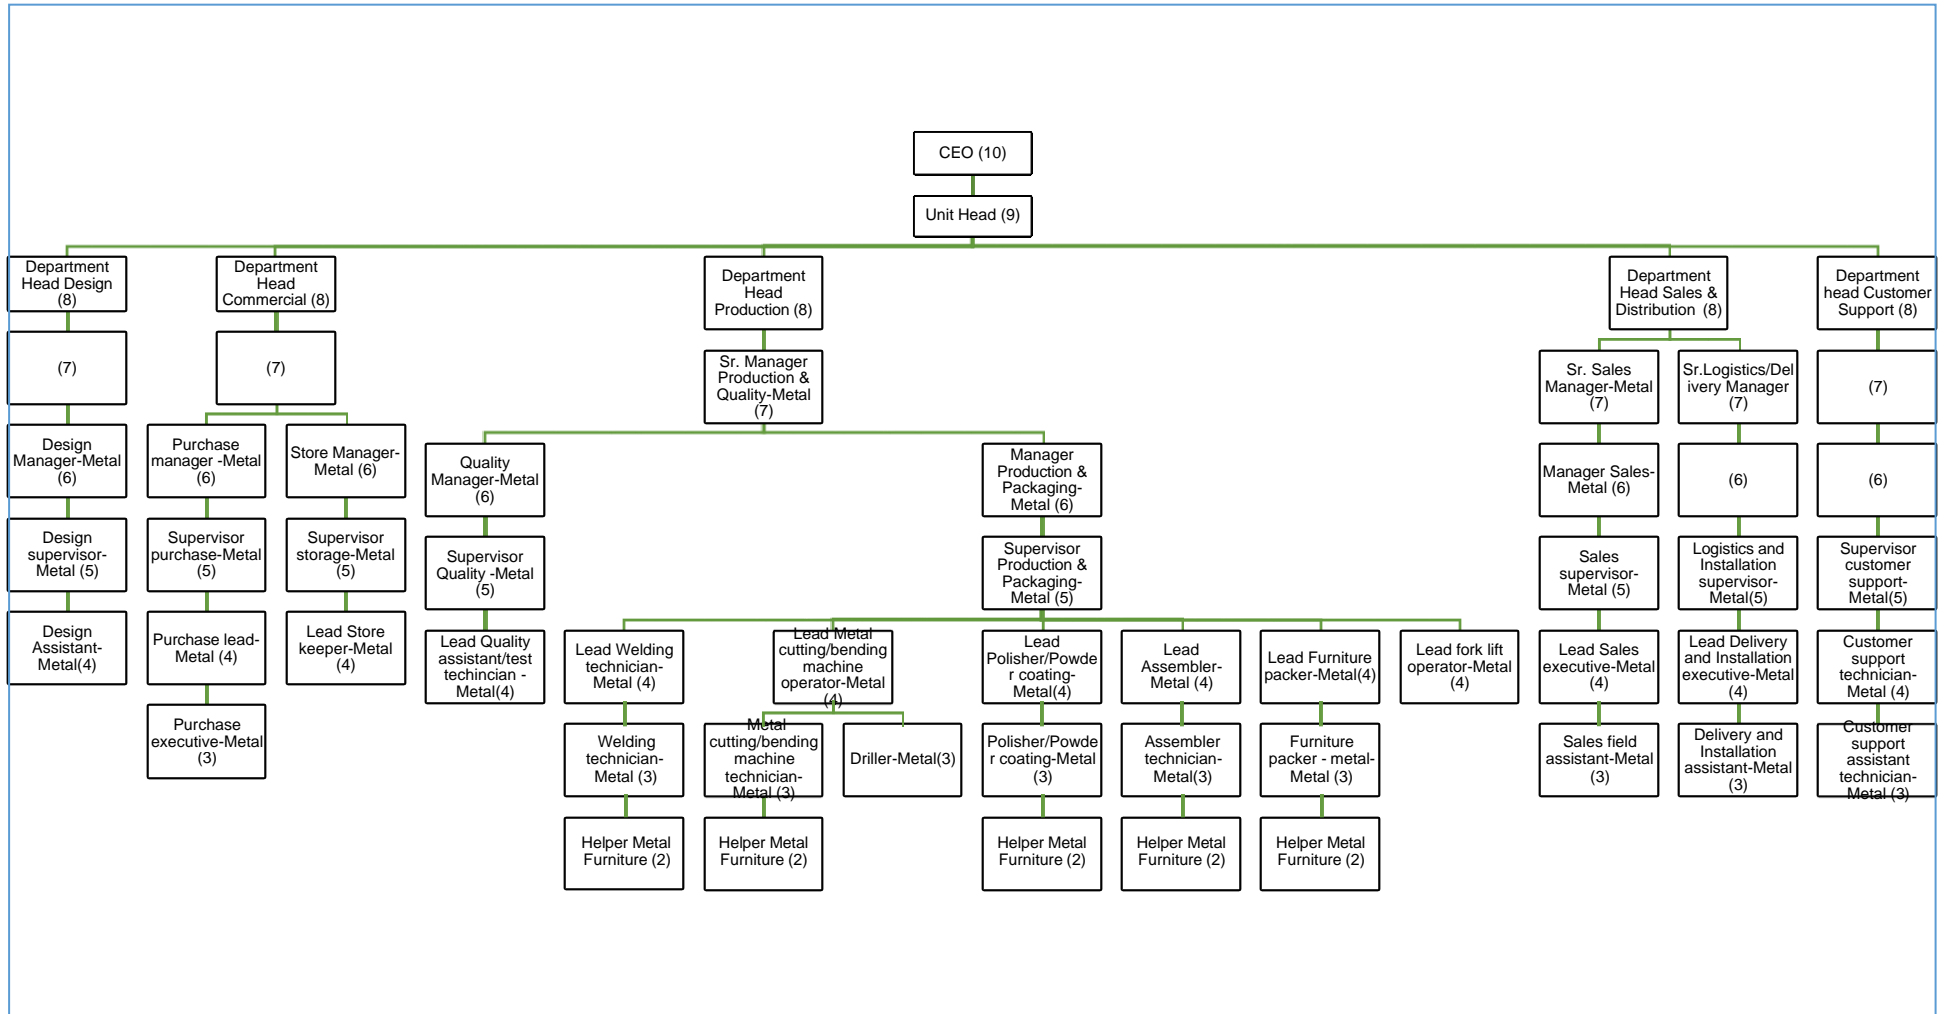 CEO (10)
Unit Head (9)
Department
Head Design
(8)
Department
Head
Commercial (8)
Department
Head
Production (8)
Department
Head Sales &
Distribution (8)
Department
head Customer
Support (8)
(7)
(7)
Sr. Manager
Production &
Quality-Metal
(7)
Sr. Sales
Manager-Metal
(7)
Sr.Logistics/Del
ivery Manager
(7)
(7)
Design
Manager-Metal
(6)
Purchase
manager -Metal
(6)
Store Manager-
Metal (6)
Quality
Manager-Metal
(6)
Manager
Production &
Packaging-
Metal (6)
Manager Sales-
Metal (6)
(6)
(6)
Design
supervisor-
Metal (5)
Supervisor
purchase-Metal
(5)
Supervisor
storage-Metal
(5)
Supervisor
Quality -Metal
(5)
Supervisor
Production &
Packaging-
Metal (5)
Sales
supervisor-
Metal (5)
Logistics and
Installation
supervisor-
Metal(5)
Supervisor
customer
support-
Metal(5)
Design
Assistant-
Metal(4)
Purchase lead-
Metal (4)
Lead Store
keeper-Metal
(4)
Lead Quality
assistant/test
techincian -
Metal(4)
Lead Welding
technician-
Metal (4)
Lead Metal
cutting/bending
machine
operator-Metal
(4)
Lead
Polisher/Powde
r coating-
Metal(4)
Lead
Assembler-
Metal (4)
Lead Furniture
packer-Metal(4)
Lead fork lift
operator-Metal
(4)
Lead Sales
executive-Metal
(4)
Lead Delivery
and Installation
executive-Metal
(4)
Customer
support
technician-
Metal (4)
Purchase
executive-Metal
(3)
Welding
technician-
Metal (3)
Metal
cutting/bending
machine
technician-
Metal (3)
Driller-Metal(3)
Polisher/Powde
r coating-Metal
(3)
Assembler
technician-
Metal(3)
Furniture
packer - metal-
Metal (3)
Sales field
assistant-Metal
(3)
Delivery and
Installation
assistant-Metal
(3)
Customer
support
assistant
technician-
Metal (3)
Helper Metal
Furniture (2)
Helper Metal
Furniture (2)
Helper Metal
Furniture (2)
Helper Metal
Furniture (2)
Helper Metal
Furniture (2)